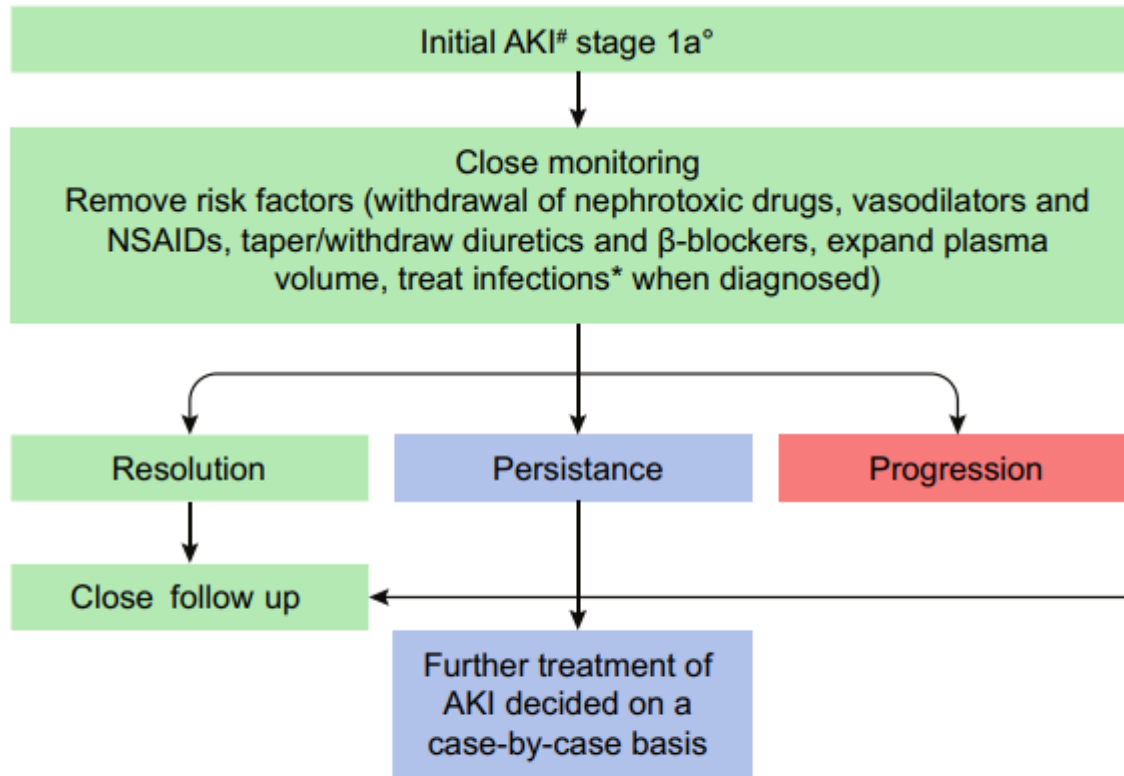 Initial AKI# stage 1a°
Close monitoring
Remove risk factors (withdrawal of nephrotoxic drugs, vasodilators and
NSAIDs, taper/withdraw diuretics and β-blockers, expand plasma
volume, treat infections* when diagnosed)
Resolution
Persistance
Progression
Close follow up
Further treatment of
AKI decided on a
case-by-case basis